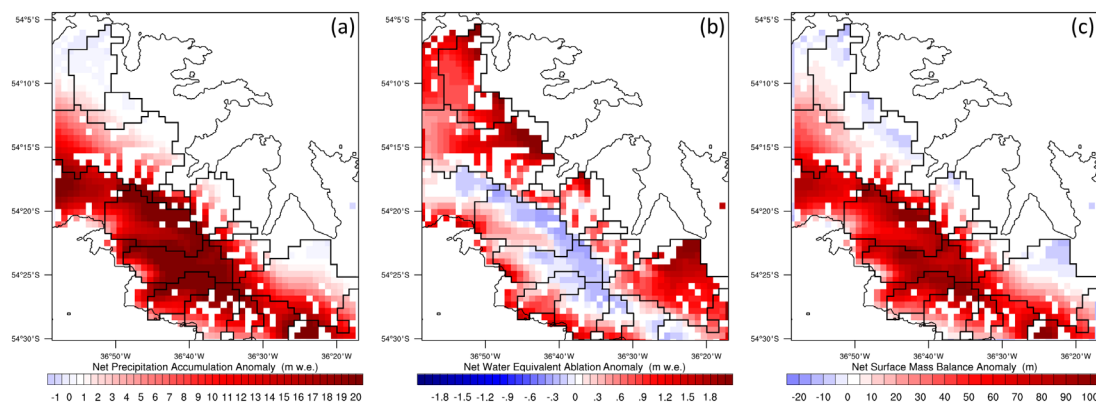 (a)
54°5'S
54°10'S
54°15'S
54°20'S
54°25'S
54°30'S
36°50'W 36°40'W 36°30'W 36°20'W
Net Precipitation Accumulation Anomaly (m w.e.)
-1 0 1 2 3 4 5 6 7 8 9 10 11 12 13 14 15 16 17 18 19 20
(b)
54°5'S
54°10'S
54°15'S
54°20'S
54°25'S
54°30'S
36°50'W 36°40'W 36°30'W 36°20'W
Net Water Equivalent Ablation Anomaly (m w.e.)
-1.8 -1.5 -1.2 -.9 -.6 -.3 0 .3 .6 .9 1.2 1.5 1.8
(c)
54°5'S
54°10'S
54°15'S
54°20'S
54°25'S
54°30'S
36°50'W 36°40'W 36°30'W 36°20'W
Net Surface Mass Balance Anomaly (m)
-20 -10 0 10 20 30 40 50 60 70 80 90 100